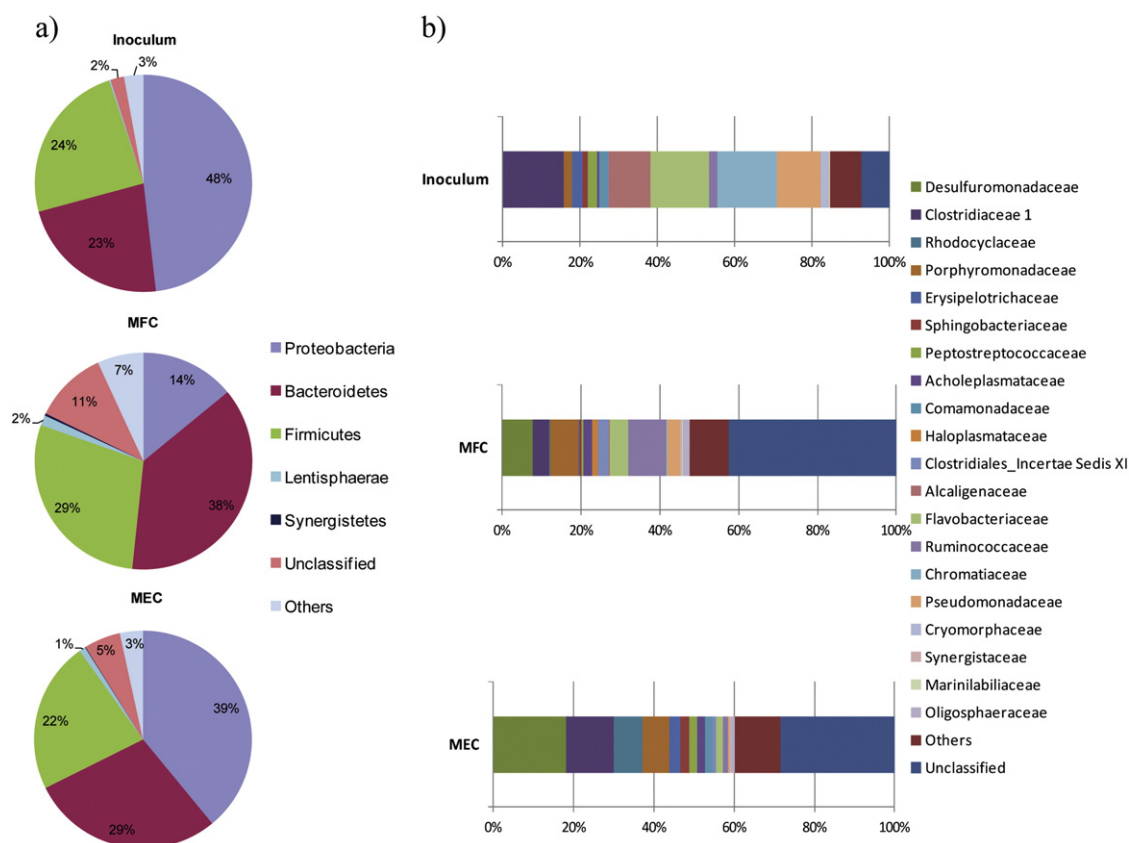 a)
Inoculum
2%
3%
24%
48%
23%
MFC
7%
14%
11%
2%
29%
38%
MEC
1%
5%
3%
22%
39%
29%
Proteobacteria
Bacteroidetes
Firmicutes
Lentisphaerae
Synergistetes
Unclassified
Others
b)
Inoculum
0% 20% 40% 60% 80% 100%
MFC
0% 20% 40% 60% 80% 100%
MEC
0% 20% 40% 60% 80% 100%
Desulfuromonadaceae
Clostridiaceae 1
Rhodocyclaceae
Porphyromonadaceae
Erysipelotrichaceae
Sphingobacteriaceae
Peptostreptococcaceae
Acholeplasmataceae
Comamonadaceae
Haloplasmataceae
Clostridiales_Incertae Sedis XI
Alcaligenaceae
Flavobacteriaceae
Ruminococcaceae
Chromatiaceae
Pseudomonadaceae
Cryomorphaceae
Synergistaceae
Marinilabiliaceae
Oligosphaeraceae
Others
Unclassified